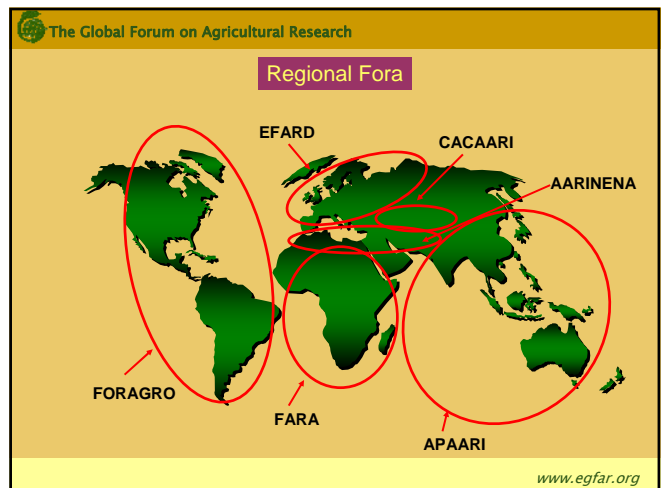 The Global Forum on Agricultural Research
Regional Fora
EFARD
CACAARI
AARINENA
FORAGRO
FARA
APAARI
www.egfar.org